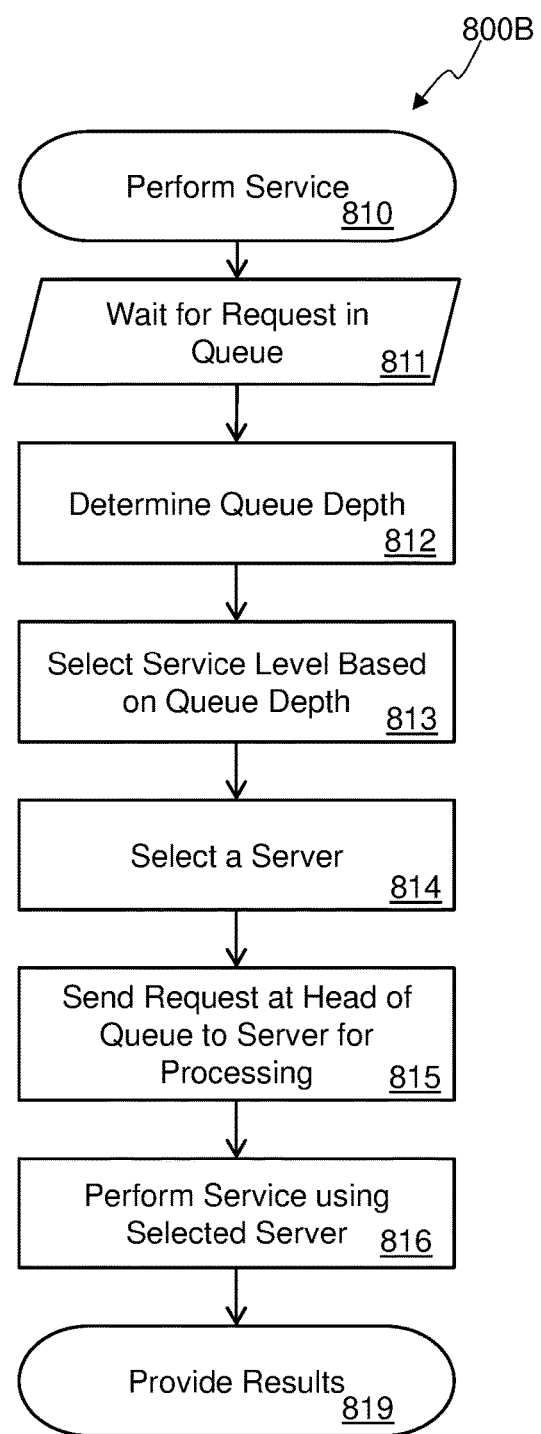 800B
Perform Service
810
Wait for Request in
Queue
811
Determine Queue Depth
812
Select Service Level Based
on Queue Depth
813
Select a Server
814
Send Request at Head of
Queue to Server for
Processing
815
Perform Service using
Selected Server
816
Provide Results
819